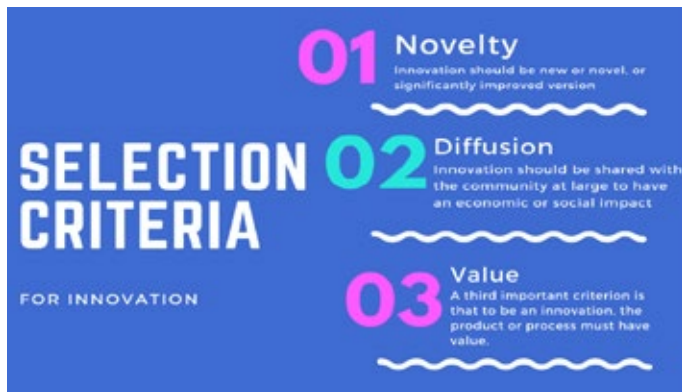 SELECTION
CRITERIA
FOR INNOVATION
01
Novelty
Innovation should be new or novel, or
significantly improved version
02
Diffusion
Innovation should be shared with
the community at large to have
an economic or social impact
03
Value
A third important criterion is
that to be an innovation, the
product or process must have
value.